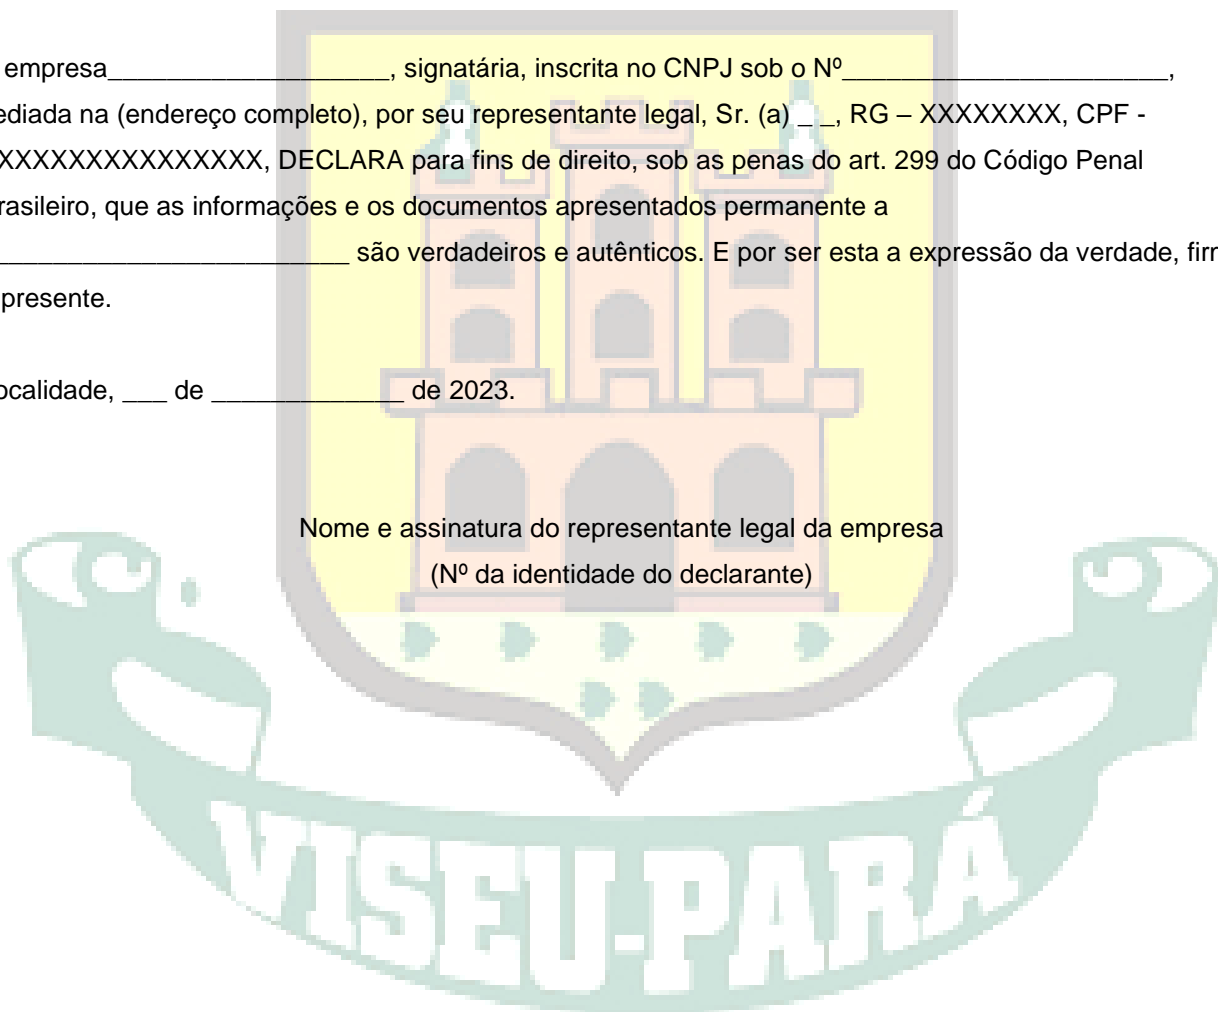 empresa___________________, signatária, inscrita no CNPJ sob o Nº______________________,
ediada na (endereço completo), por seu representante legal, Sr. (a) _ _, RG – XXXXXXXX, CPF -
XXXXXXXXXXXXXXX, DECLARA para fins de direito, sob as penas do art. 299 do Código Penal
rasileiro, que as informações e os documentos apresentados permanente a
________________________ são verdadeiros e autênticos. E por ser esta a expressão da verdade, firm
presente.
ocalidade, ___ de _____________ de 2023.
Nome e assinatura do representante legal da empresa
(Nº da identidade do declarante)
VISEU-PARÁ